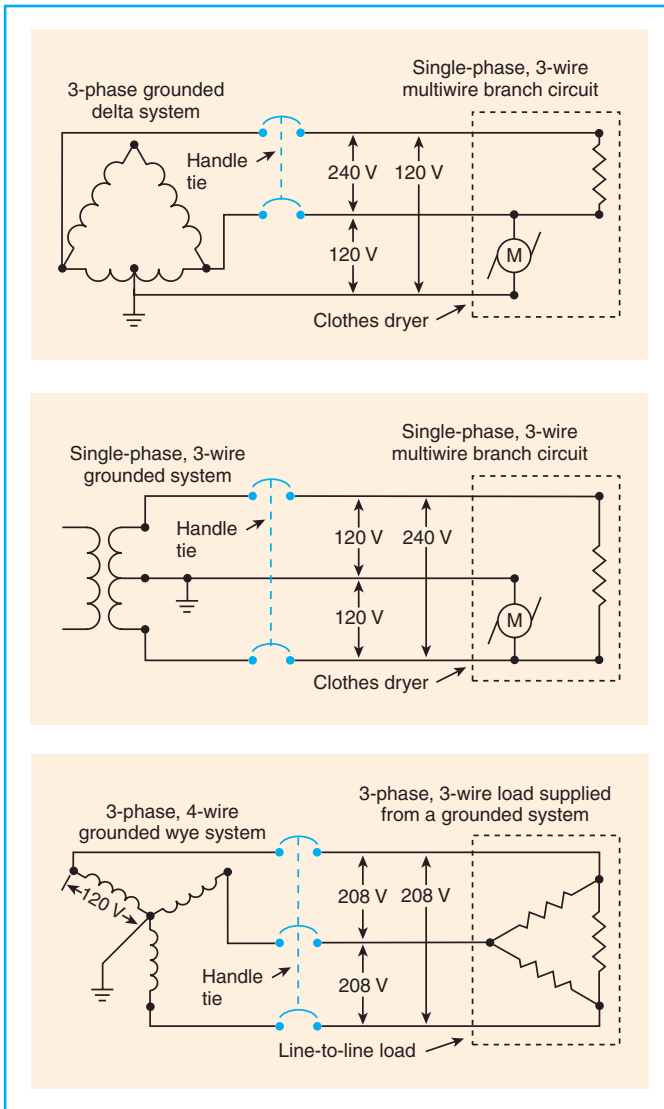 3-phase grounded
delta system
Single-phase, 3-wire
multiwire branch circuit
Handle
tie
240 V
120 V
120 V
M
Clothes dryer
Single-phase, 3-wire
grounded system
Single-phase, 3-wire
multiwire branch circuit
Handle
tie
120 V
240 V
120 V
M
Clothes dryer
3-phase, 4-wire
grounded wye system
3-phase, 3-wire load supplied
from a grounded system
120 V
208 V
208 V
208 V
Handle
tie
Line-to-line load